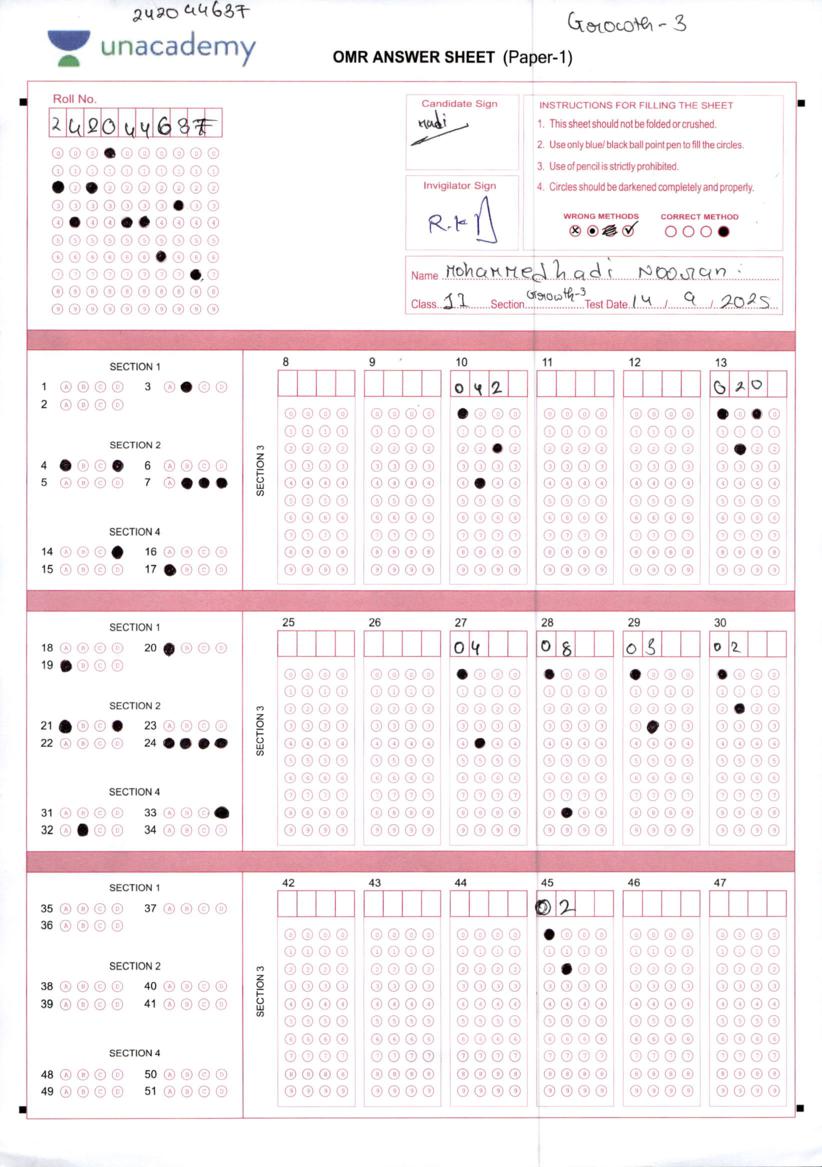 2420 44637
Growoth-3
unacademy
OMR ANSWER SHEET (Paper-1)
Roll No.
242044637
Candidate Sign
Hadi
Invigilator Sign
R.K
INSTRUCTIONS FOR FILLING THE SHEET
1. This sheet should not be folded or crushed.
2. Use only blue/ black ball point pen to fill the circles.
3. Use of pencil is strictly prohibited.
4. Circles should be darkened completely and properly.
WRONG METHODS CORRECT METHOD
Name Mohammedhadi Noorani
Class 11 Section Growoth-3 Test Date 14 / 9 / 2025
SECTION 1
1 A B C D 3 A C D
2 A B C D
SECTION 2
4 B C 6 A B C D
5 A B C D 7 A
SECTION 4
14 A B C 16 A B C D
15 A B C D 17 B C D
SECTION 3
8 9 10 11 12 13
042 020
SECTION 1
18 A B C D 20 B C D
19 B C D
SECTION 2
21 B C 23 A B C D
22 A B C D 24
SECTION 4
31 A B C D 33 A B C
32 A C D 34 A B C D
SECTION 3
25 26 27 28 29 30
04 08 03 02
SECTION 1
35 A B C D 37 A B C D
36 A B C D
SECTION 2
38 A B C D 40 A B C D
39 A B C D 41 A B C D
SECTION 4
48 A B C D 50 A B C D
49 A B C D 51 A B C D
SECTION 3
42 43 44 45 46 47
02